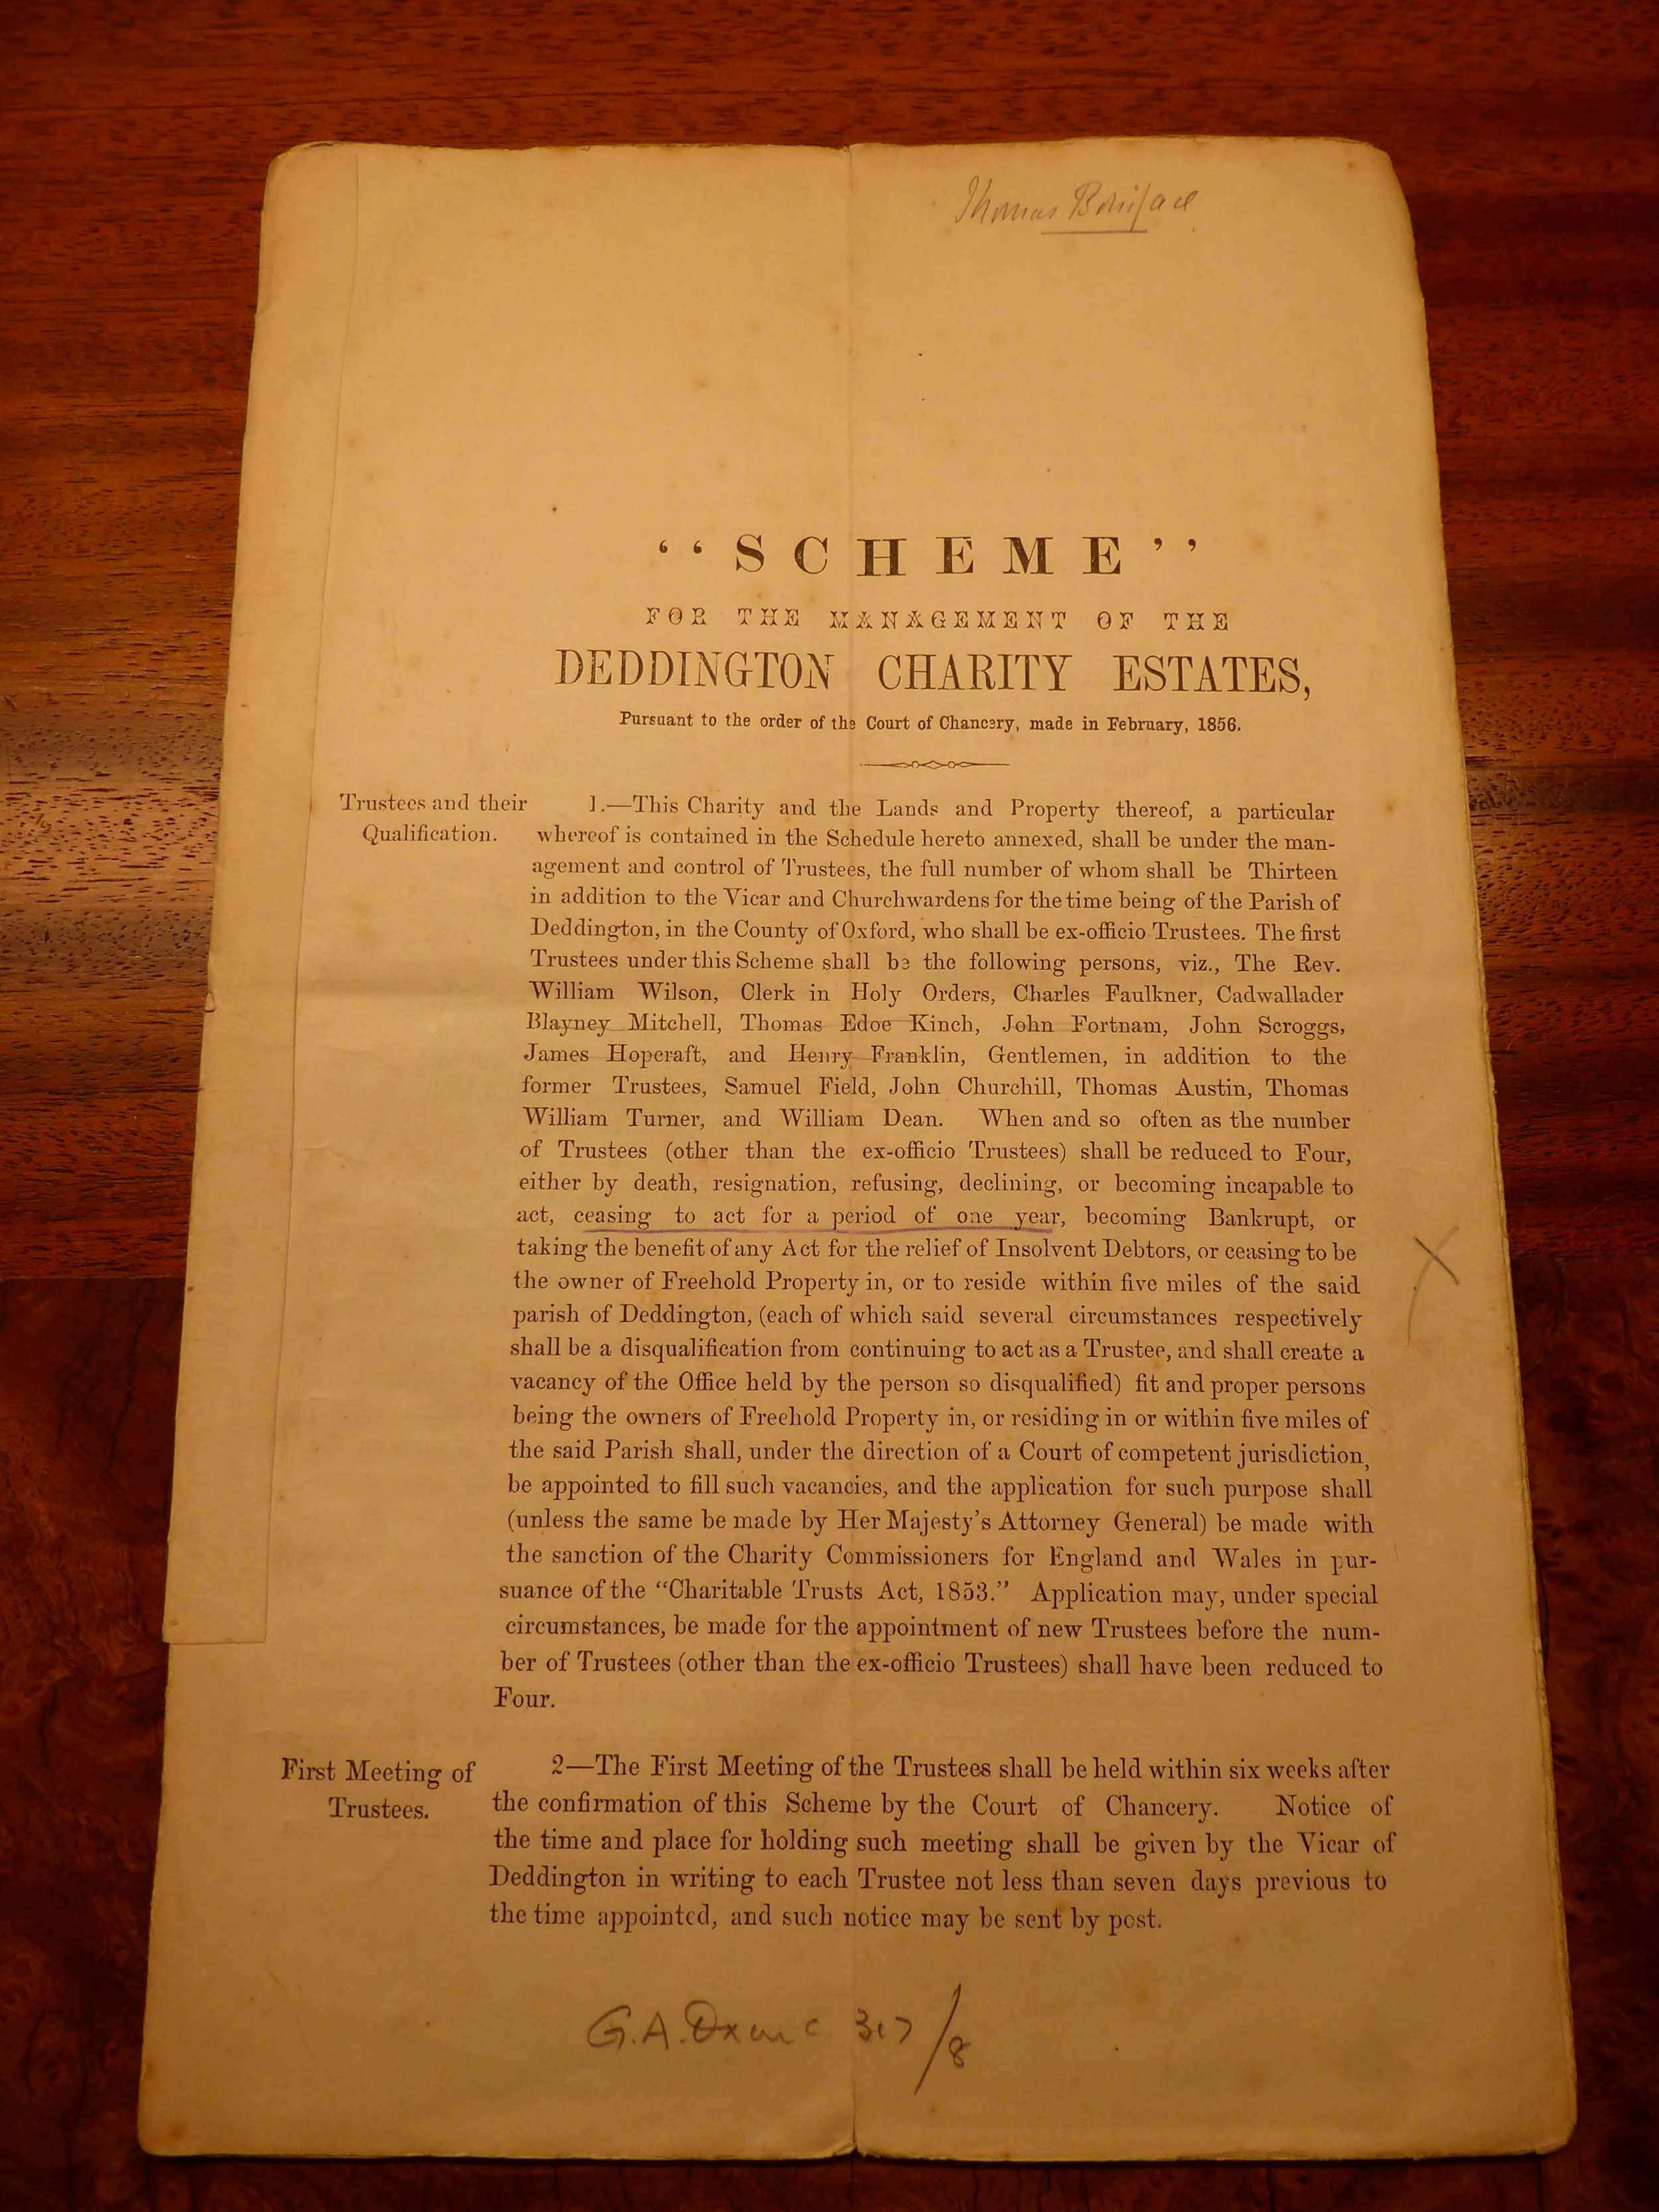 Thomas Boniface
“SCHEME”
FOR THE MANAGEMENT OF THE
DEDDINGTON CHARITY ESTATES,
Pursuant to the order of the Court of Chancery, made in February, 1856.
Trustees and their
Qualification.
1.—This Charity and the Lands and Property thereof, a particular
whereof is contained in the Schedule hereto annexed, shall be under the man-
agement and control of Trustees, the full number of whom shall be Thirteen
in addition to the Vicar and Churchwardens for the time being of the Parish of
Deddington, in the County of Oxford, who shall be ex-officio Trustees. The first
Trustees under this Scheme shall be the following persons, viz., The Rev.
William Wilson, Clerk in Holy Orders, Charles Faulkner, Cadwallader
Blayney Mitchell, Thomas Edoe Kinch, John Fortnam, John Scroggs,
James Hopcraft, and Henry Franklin, Gentlemen, in addition to the
former Trustees, Samuel Field, John Churchill, Thomas Austin, Thomas
William Turner, and William Dean. When and so often as the number
of Trustees (other than the ex-officio Trustees) shall be reduced to Four,
either by death, resignation, refusing, declining, or becoming incapable to
act, ceasing to act for a period of one year, becoming Bankrupt, or
taking the benefit of any Act for the relief of Insolvent Debtors, or ceasing to be
the owner of Freehold Property in, or to reside within five miles of the said
parish of Deddington, (each of which said several circumstances respectively
shall be a disqualification from continuing to act as a Trustee, and shall create a
vacancy of the Office held by the person so disqualified) fit and proper persons
being the owners of Freehold Property in, or residing in or within five miles of
the said Parish shall, under the direction of a Court of competent jurisdiction,
be appointed to fill such vacancies, and the application for such purpose shall
(unless the same be made by Her Majesty’s Attorney General) be made with
the sanction of the Charity Commissioners for England and Wales in pur-
suance of the “Charitable Trusts Act, 1853.” Application may, under special
circumstances, be made for the appointment of new Trustees before the num-
ber of Trustees (other than the ex-officio Trustees) shall have been reduced to
Four.
First Meeting of
Trustees.
2—The First Meeting of the Trustees shall be held within six weeks after
the confirmation of this Scheme by the Court of Chancery. Notice of
the time and place for holding such meeting shall be given by the Vicar of
Deddington in writing to each Trustee not less than seven days previous to
the time appointed, and such notice may be sent by post.
G.A. Oxon c. 317/8